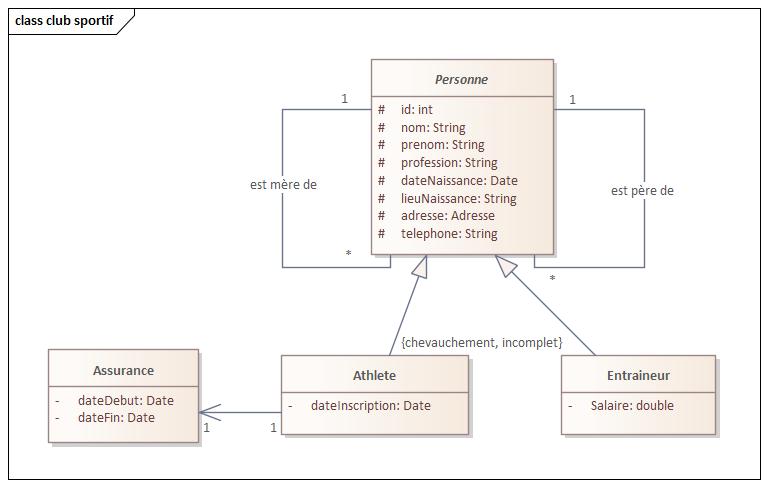 class club sportif
Personne
# id: int
# nom: String
# prenom: String
# profession: String
# dateNaissance: Date
# lieuNaissance: String
# adresse: Adresse
# telephone: String
1
est mère de
*
1
est père de
*
{chevauchement, incomplet}
Assurance
- dateDebut: Date
- dateFin: Date
1
1
Athlete
- dateInscription: Date
Entraineur
- Salaire: double